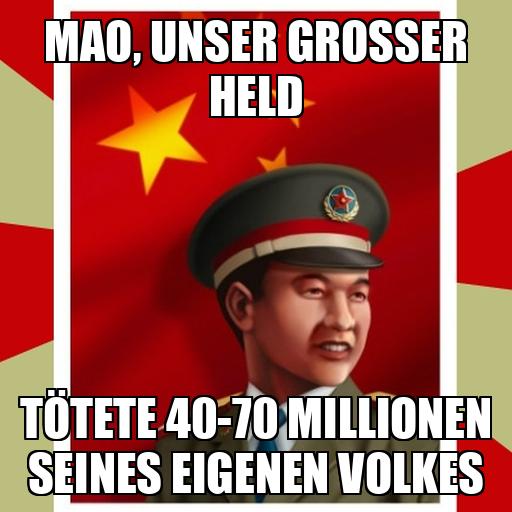 MAO, UNSER GROSSER
HELD
TÖTETE 40-70 MILLIONEN
SEINES EIGENEN VOLKES